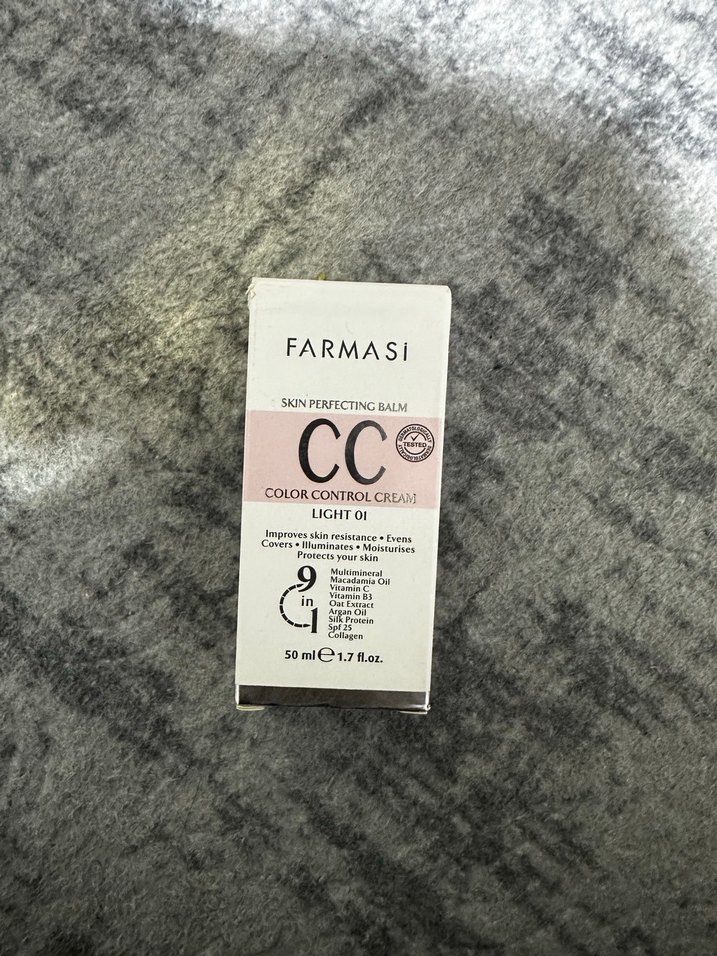 FARMASi
SKIN PERFECTING BALM
CC
DERMATOLOGICALLY
TESTED
DERMATOLOGICALLY
COLOR CONTROL CREAM
LIGHT 01
Improves skin resistance • Evens
Covers • Illuminates • Moisturises
Protects your skin
9 in 1
Multimineral
Macadamia Oil
Vitamin C
Vitamin B3
Oat Extract
Argan Oil
Silk Protein
Spf 25
Collagen
50 ml ℮ 1.7 fl.oz.